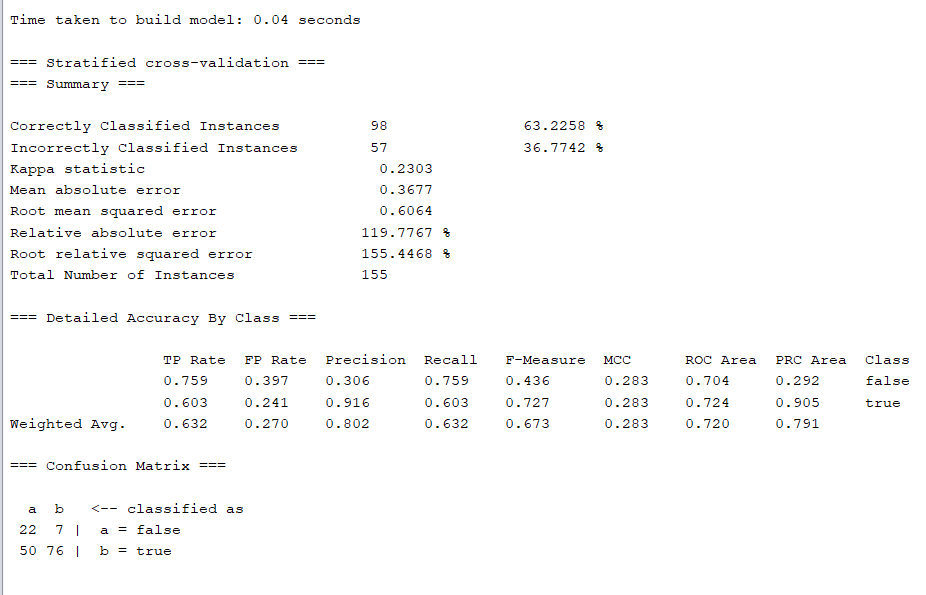 Time taken to build model: 0.04 seconds
=== Stratified cross-validation ===
=== Summary ===
Correctly Classified Instances 98 63.2258 %
Incorrectly Classified Instances 57 36.7742 %
Kappa statistic 0.2303
Mean absolute error 0.3677
Root mean squared error 0.6064
Relative absolute error 119.7767 %
Root relative squared error 155.4468 %
Total Number of Instances 155
=== Detailed Accuracy By Class ===
TP Rate FP Rate Precision Recall F-Measure MCC ROC Area PRC Area Class
0.759 0.397 0.306 0.759 0.436 0.283 0.704 0.292 false
0.603 0.241 0.916 0.603 0.727 0.283 0.724 0.905 true
Weighted Avg. 0.632 0.270 0.802 0.632 0.673 0.283 0.720 0.791
=== Confusion Matrix ===
a b <-- classified as
22 7 | a = false
50 76 | b = true